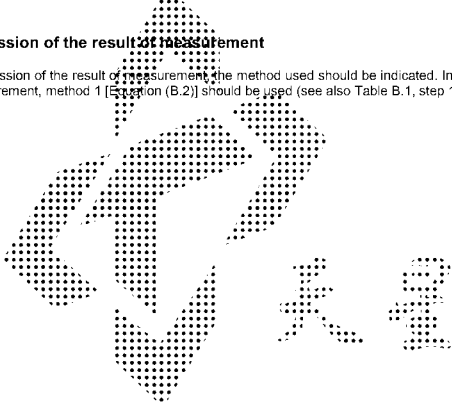 ssion of the result of measurement
ssion of the result of measurement, the method used should be indicated. In
rement, method 1 [Equation (B.2)] should be used (see also Table B.1, step 1
天